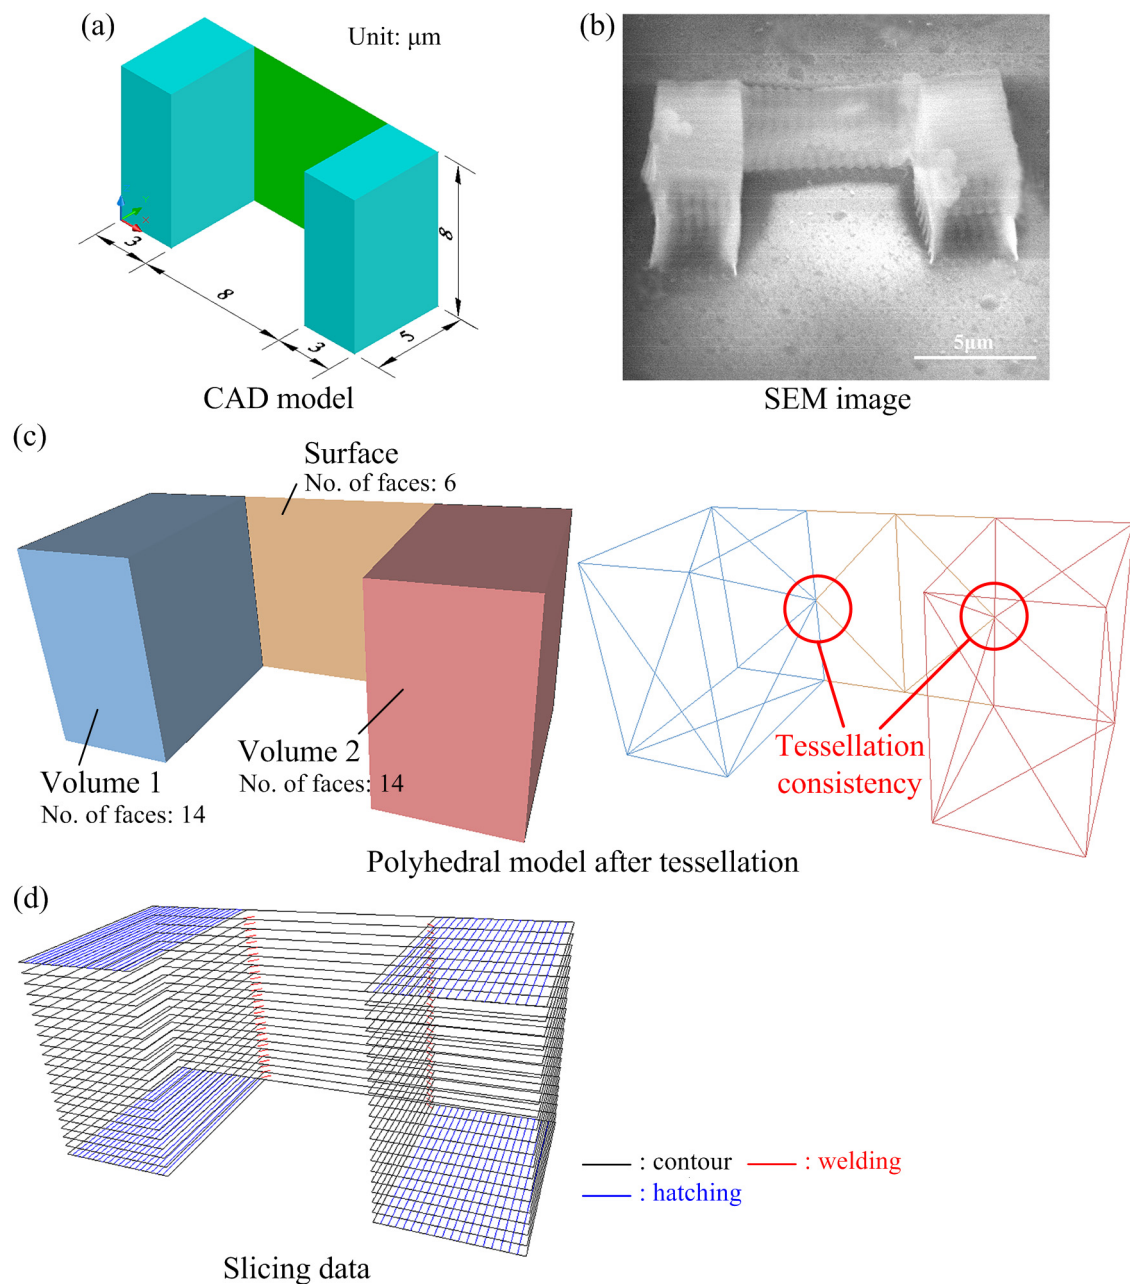 (a)
Unit: μm
3
8
3
5
8
CAD model
(b)
5μm
SEM image
(c)
Surface
No. of faces: 6
Volume 1
No. of faces: 14
Volume 2
No. of faces: 14
Tessellation
consistency
Polyhedral model after tessellation
(d)
: contour
: welding
: hatching
Slicing data